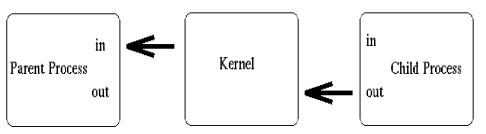 in
Parent Process
out
Kernel
in
Child Process
out